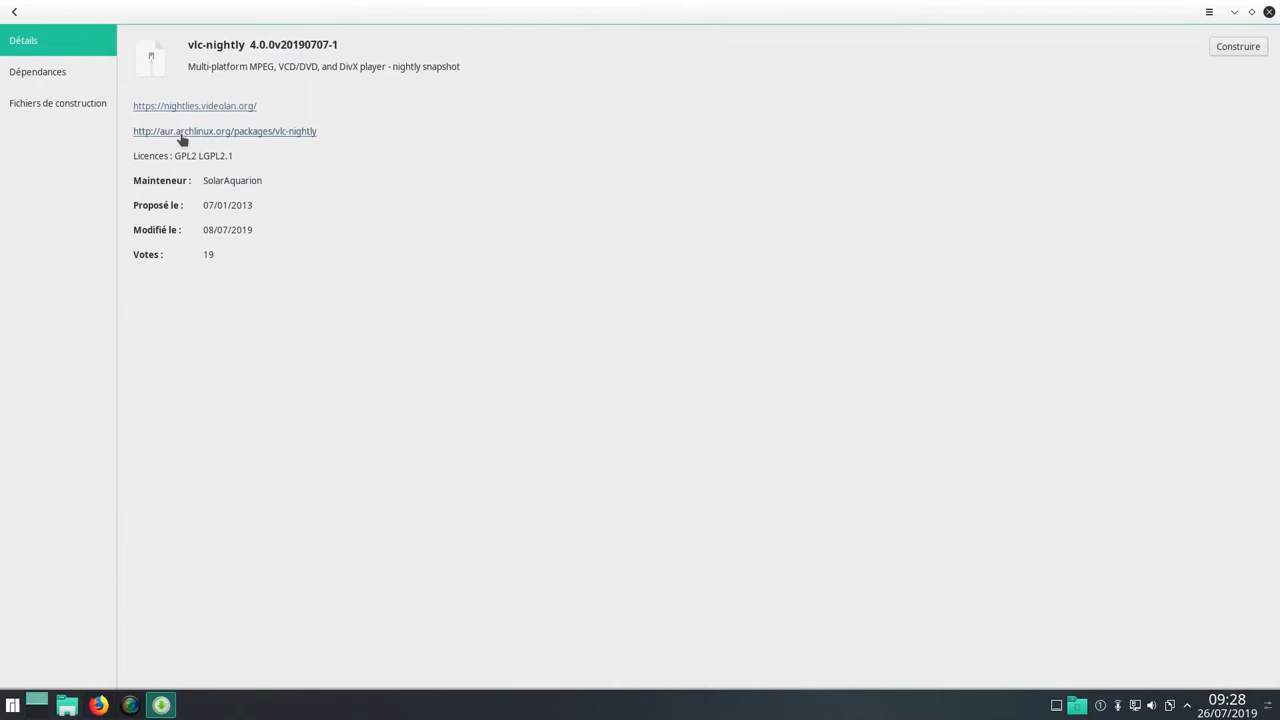 Détails
Dépendances
Fichiers de construction
vlc-nightly 4.0.0v20190707-1
Multi-platform MPEG, VCD/DVD, and DivX player - nightly snapshot
Construire
https://nightlies.videolan.org/
http://aur.archlinux.org/packages/vlc-nightly
Licences : GPL2 LGPL2.1
Mainteneur : SolarAquarion
Proposé le : 07/01/2013
Modifié le : 08/07/2019
Votes : 19
09:28
26/07/2019